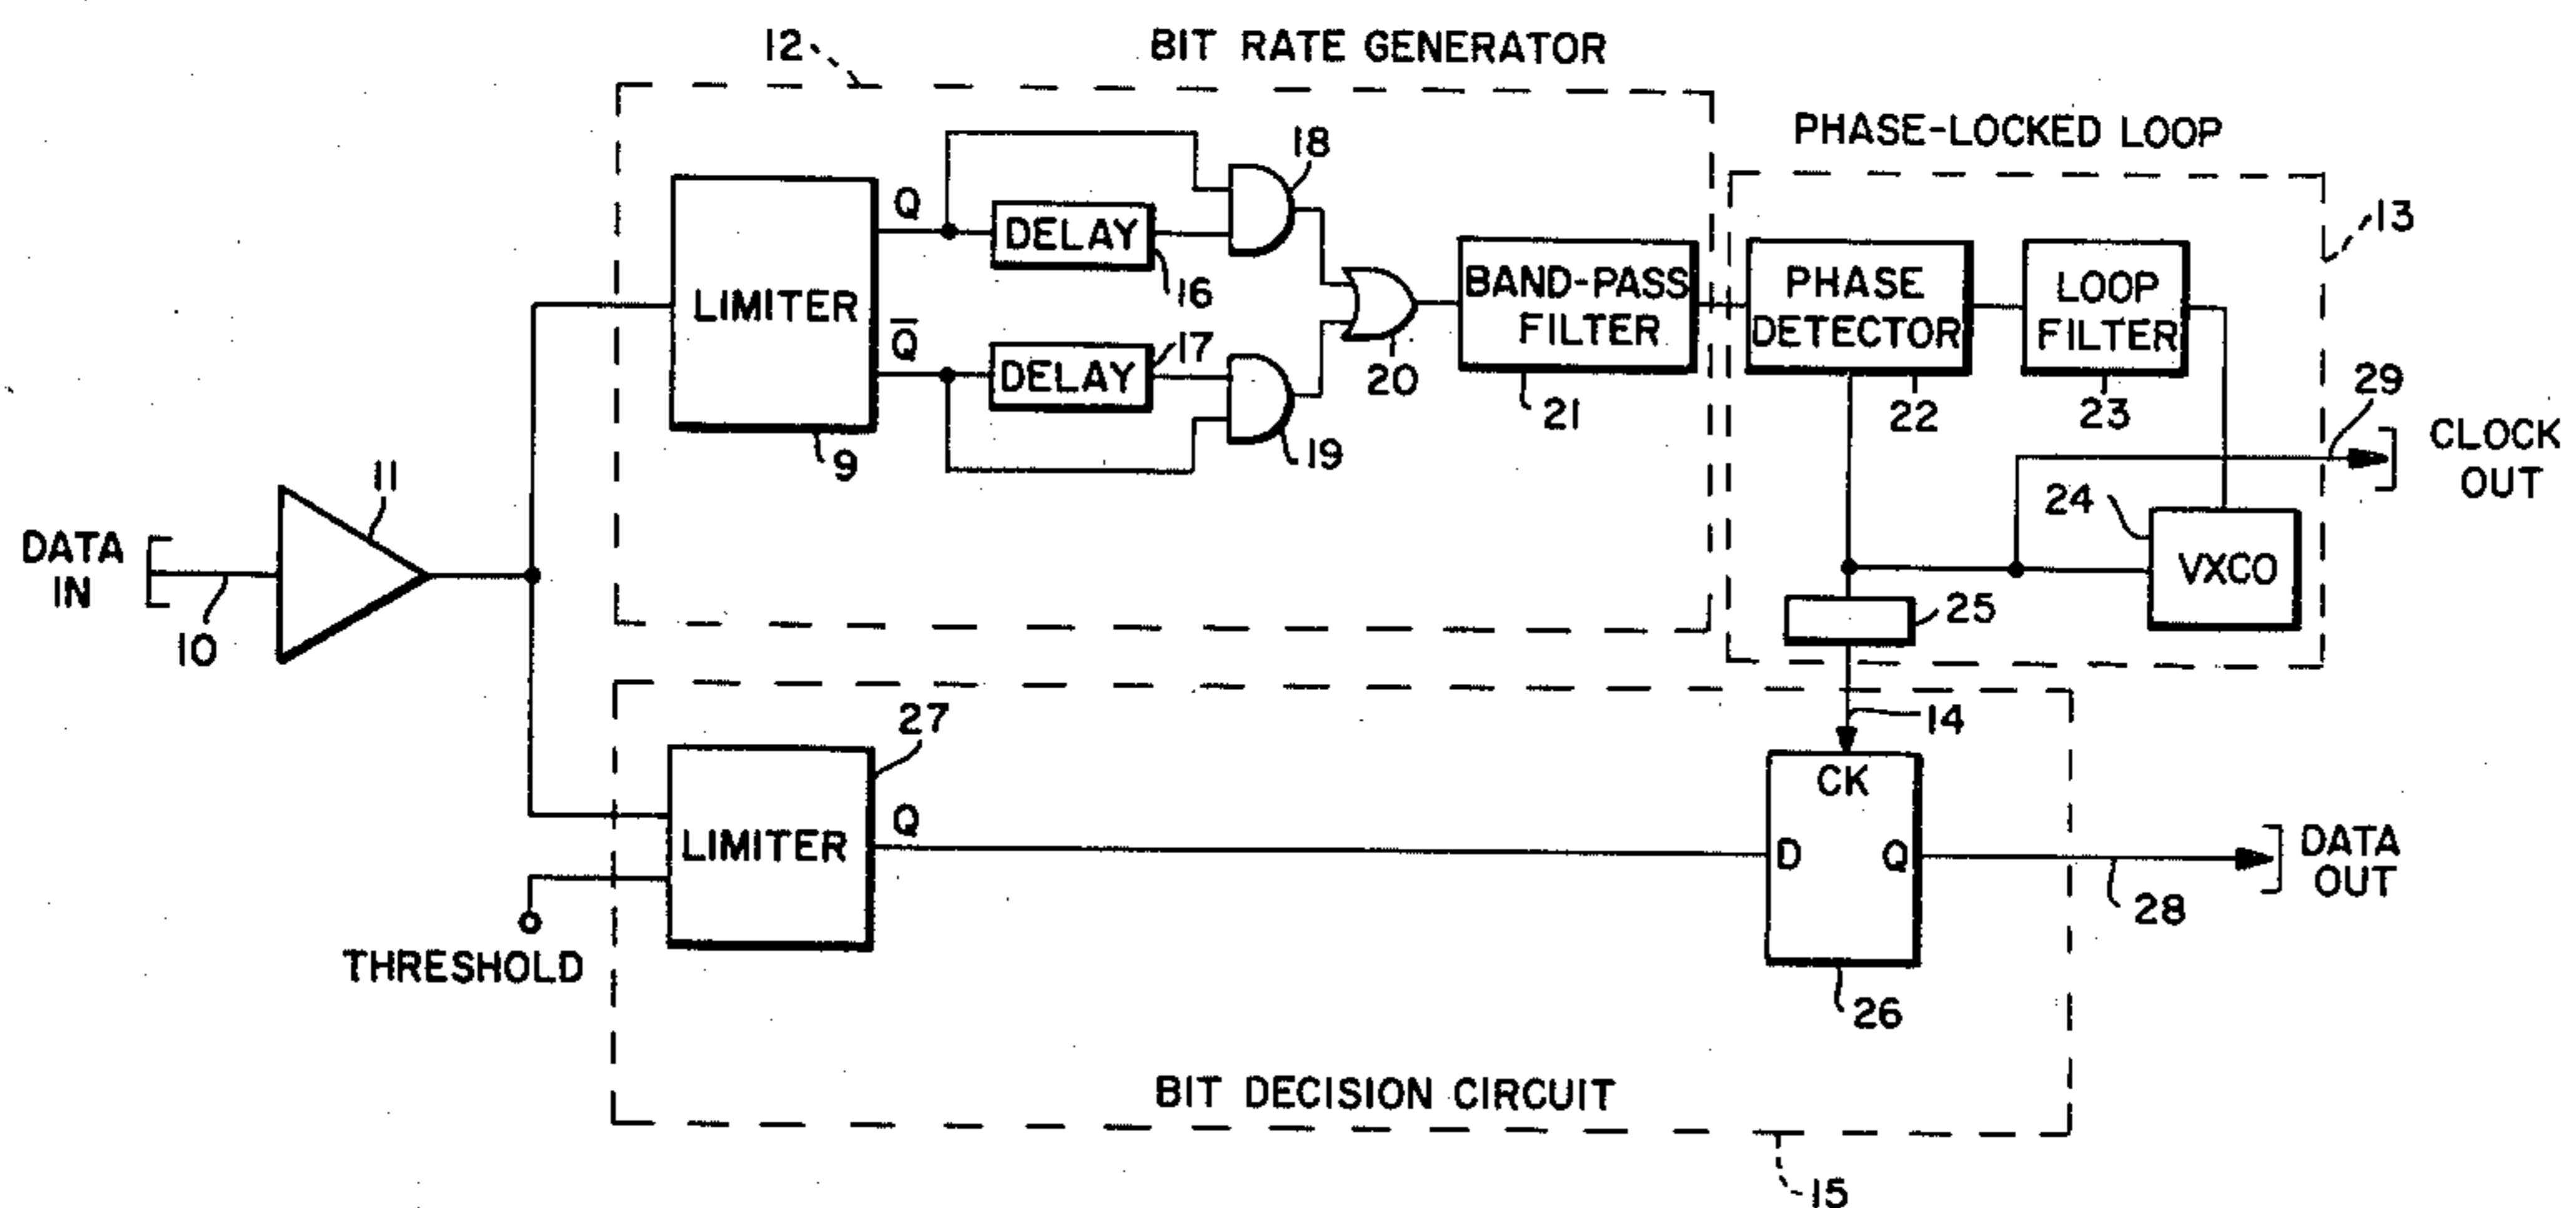 12
BIT RATE GENERATOR
PHASE-LOCKED LOOP
13
18
Q
DELAY
16
LIMITER
Q̅
17
DELAY
9
19
20
BAND-PASS
FILTER
21
PHASE
DETECTOR
22
LOOP
FILTER
23
29
CLOCK
OUT
24
VXCO
25
DATA
IN
10
11
14
27
LIMITER
Q
THRESHOLD
CK
D
Q
26
28
DATA
OUT
BIT DECISION CIRCUIT
15